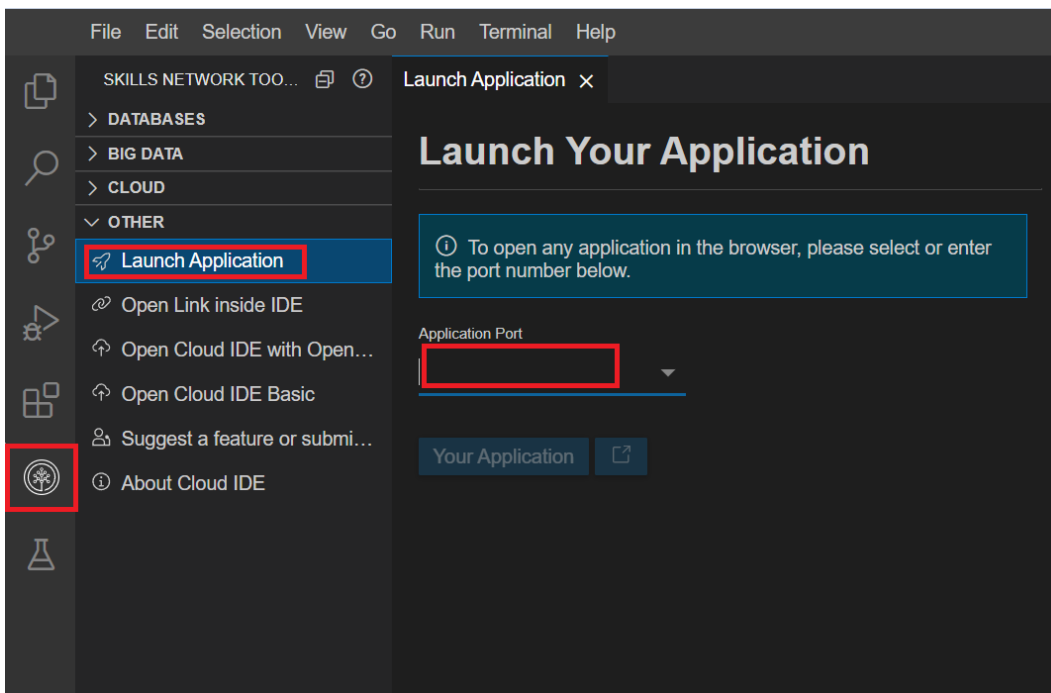 File Edit Selection View Go Run Terminal Help
SKILLS NETWORK TOO...
Launch Application
DATABASES
BIG DATA
CLOUD
OTHER
Launch Application
Open Link inside IDE
Open Cloud IDE with Open...
Open Cloud IDE Basic
Suggest a feature or submi...
About Cloud IDE
Launch Your Application
To open any application in the browser, please select or enter
the port number below.
Application Port
Your Application